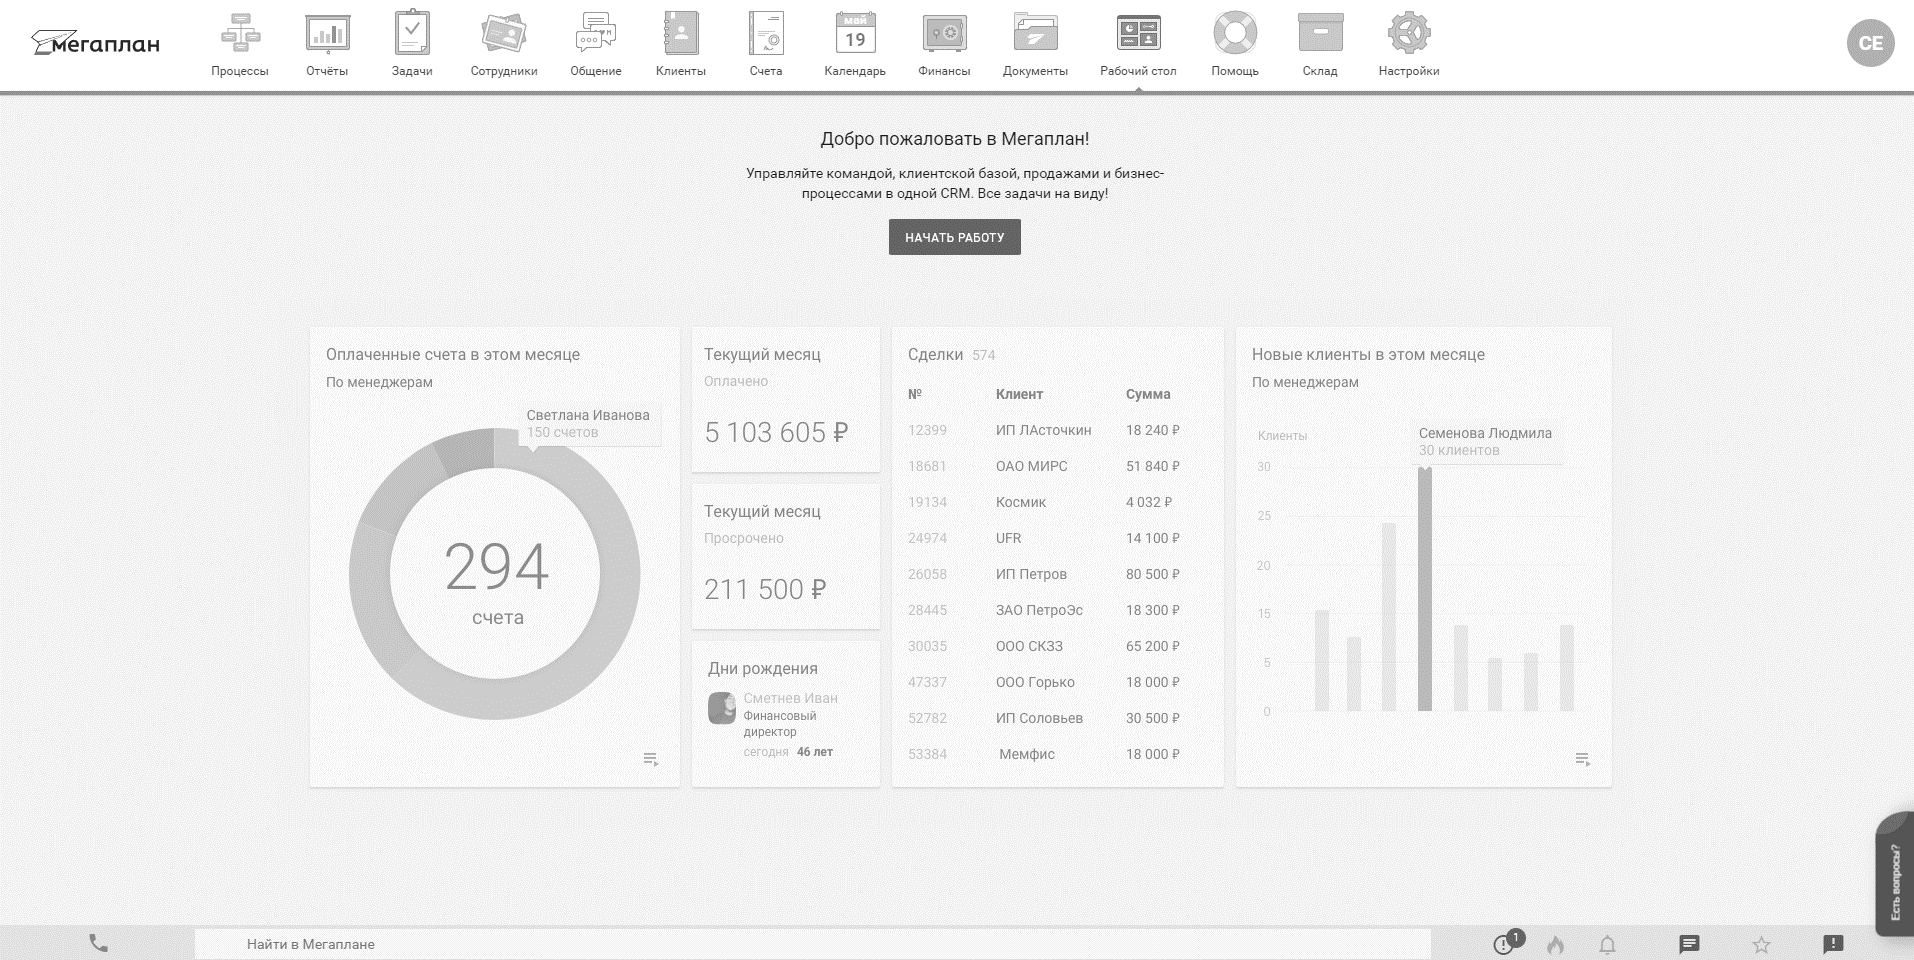 мегаплан
май
19
Процессы
Отчёты
Задачи
Сотрудники
Общение
Клиенты
Счета
Календарь
Финансы
Документы
Рабочий стол
Помощь
Склад
Настройки
СЕ
Добро пожаловать в Мегаплан!
Управляйте командой, клиентской базой, продажами и бизнес-
процессами в одной CRM. Все задачи на виду!
НАЧАТЬ РАБОТУ
Оплаченные счета в этом месяце
По менеджерам
Светлана Иванова
150 счетов
294
счета
Текущий месяц
Оплачено
5 103 605 ₽
Текущий месяц
Просрочено
211 500 ₽
Дни рождения
Сметнев Иван
Финансовый
директор
сегодня 46 лет
Сделки 574
№ Клиент Сумма
12399 ИП ЛАсточкин 18 240 ₽
18681 ОАО МИРС 51 840 ₽
19134 Космик 4 032 ₽
24974 UFR 14 100 ₽
26058 ИП Петров 80 500 ₽
28445 ЗАО ПетроЭс 18 300 ₽
30035 ООО СКЗЗ 65 200 ₽
47337 ООО Горько 18 000 ₽
52782 ИП Соловьев 30 500 ₽
53384 Мемфис 18 000 ₽
Новые клиенты в этом месяце
По менеджерам
Клиенты
Семенова Людмила
30 клиентов
30
25
20
15
5
0
Есть вопросы?
Найти в Мегаплане
1